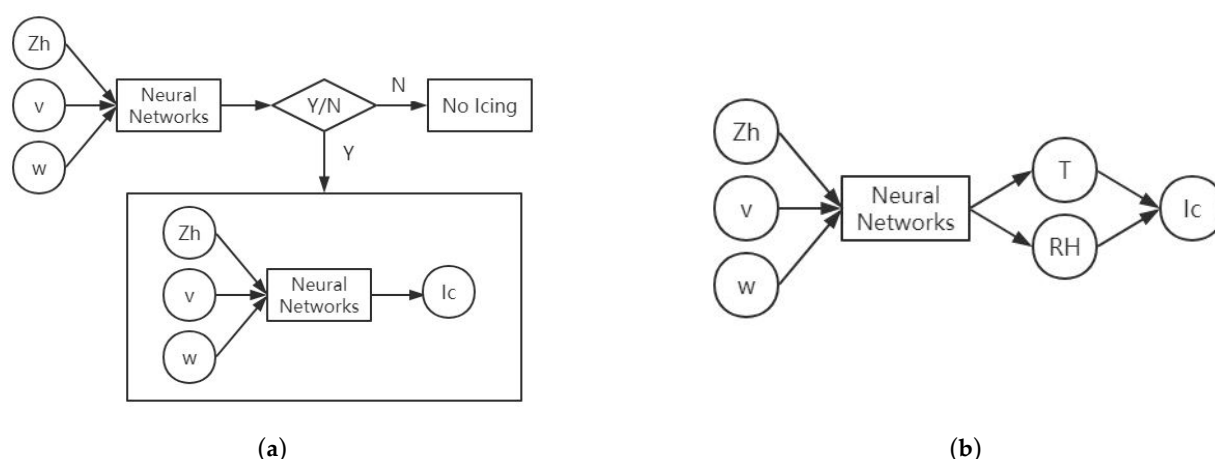 Zh
v
w
Neural
Networks
Y/N
N
No Icing
Y
Zh
v
w
Neural
Networks
Ic
(a)
Zh
v
w
Neural
Networks
T
RH
Ic
(b)